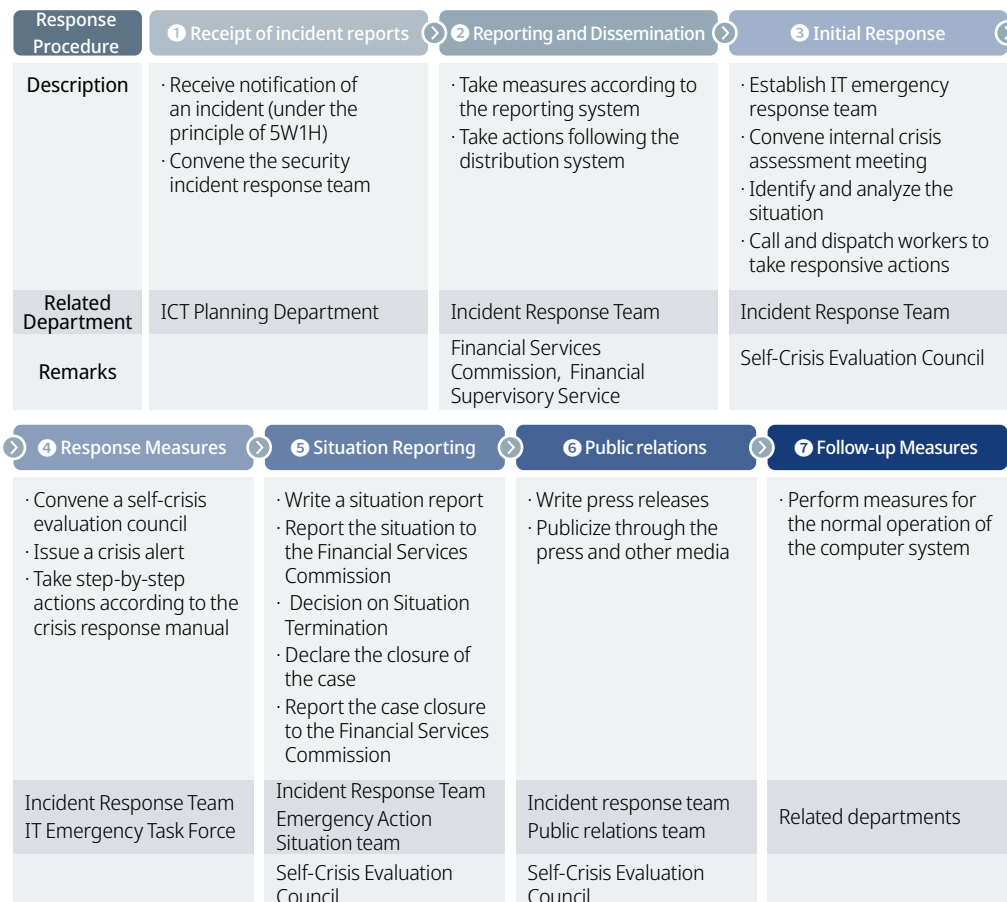 Response
Procedure
❶ Receipt of incident reports
❷ Reporting and Dissemination
❸ Initial Response
Description
· Receive notification of
an incident (under the
principle of 5W1H)
· Convene the security
incident response team
· Take measures according to
the reporting system
· Take actions following the
distribution system
· Establish IT emergency
response team
· Convene internal crisis
assessment meeting
· Identify and analyze the
situation
· Call and dispatch workers to
take responsive actions
Related
Department
ICT Planning Department
Incident Response Team
Incident Response Team
Remarks
Financial Services
Commission, Financial
Supervisory Service
Self-Crisis Evaluation Council
❹ Response Measures
❺ Situation Reporting
❻ Public relations
❼ Follow-up Measures
· Convene a self-crisis
evaluation council
· Issue a crisis alert
· Take step-by-step
actions according to the
crisis response manual
· Write a situation report
· Report the situation to
the Financial Services
Commission
· Decision on Situation
Termination
· Declare the closure of
the case
· Report the case closure
to the Financial Services
Commission
· Write press releases
· Publicize through the
press and other media
· Perform measures for
the normal operation of
the computer system
Incident Response Team
IT Emergency Task Force
Incident Response Team
Emergency Action
Situation team
Incident response team
Public relations team
Related departments
Self-Crisis Evaluation
Council
Self-Crisis Evaluation
Council